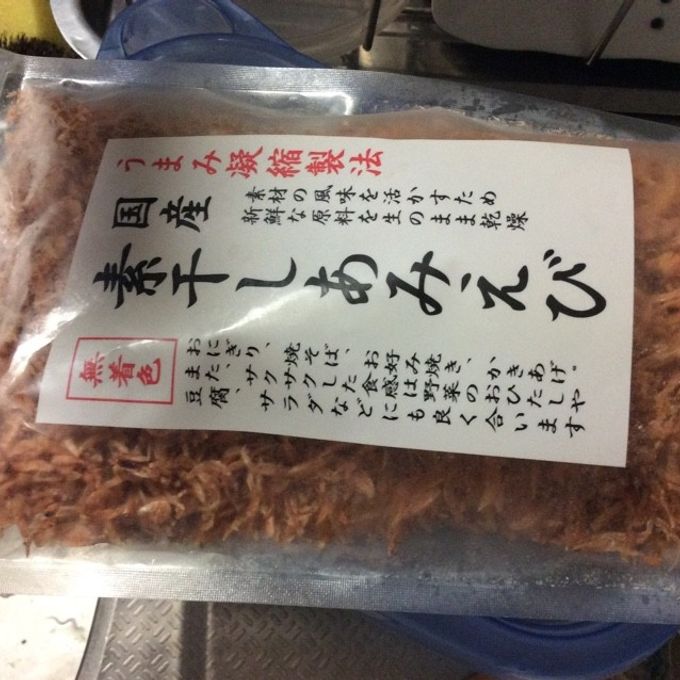 うまみ凝縮製法
国産
素材の風味を活かすため
新鮮な原料を生のまま乾燥
素干しあみえび
無着色
おにぎり、焼そば、お好み焼き、かきあげ。
また、サクサクした食感は野菜のおひたしや
豆腐、サラダなどにも良く合います